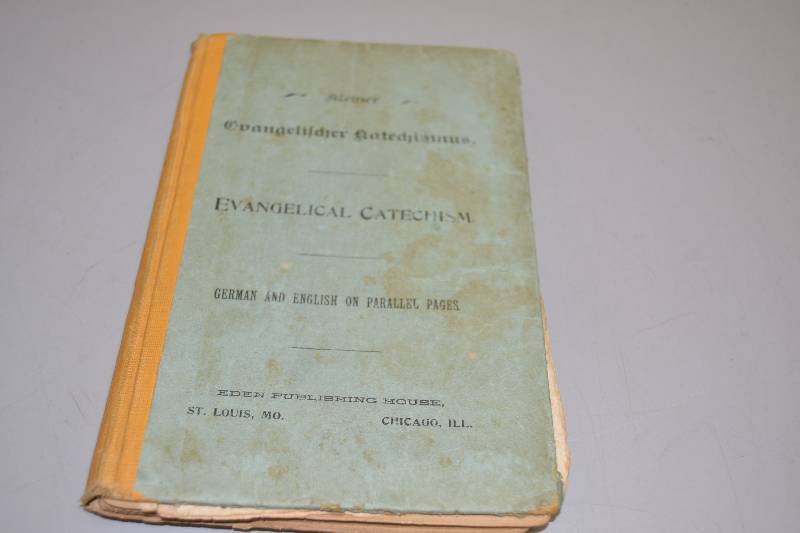 Kleiner
Evangelischer Katechismus.
EVANGELICAL CATECHISM.
GERMAN AND ENGLISH ON PARALLEL PAGES.
EDEN PUBLISHING HOUSE,
ST. LOUIS, MO. CHICAGO, ILL.